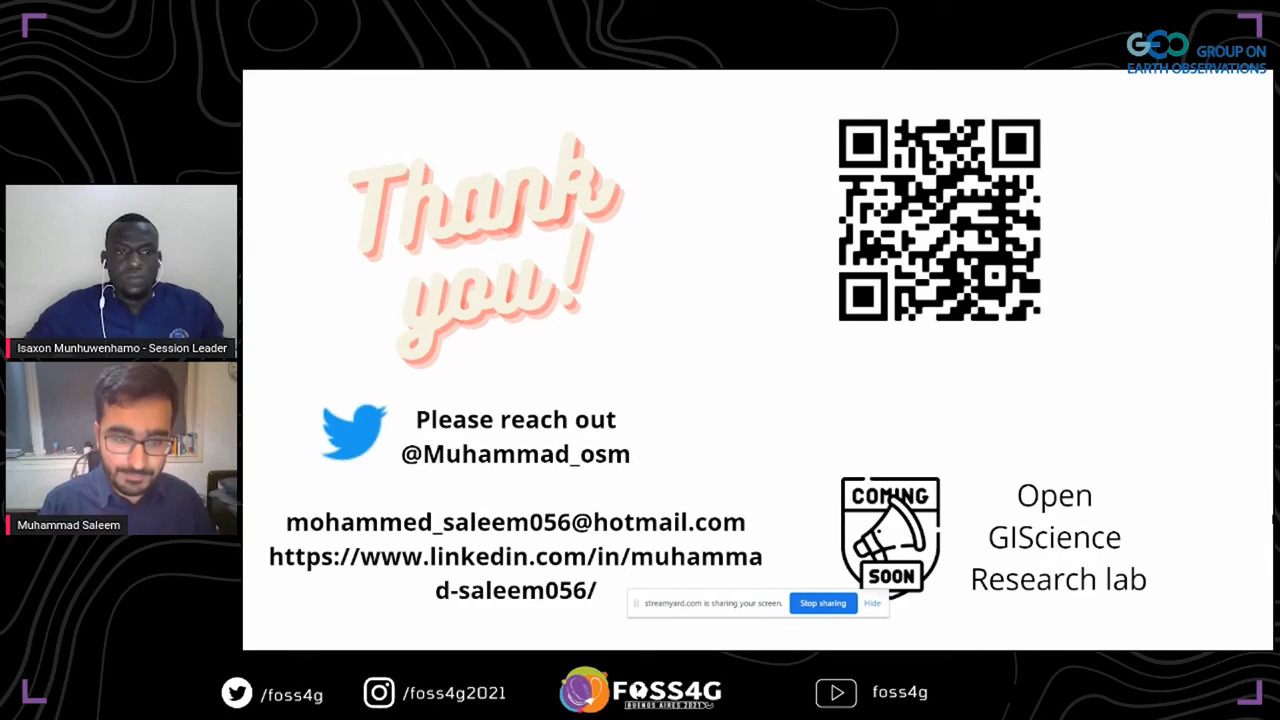 GEO GROUP ON
EARTH OBSERVATIONS
Thank
you!
Isaxon Munhuwenhamo - Session Leader
Muhammad Saleem
Please reach out
@Muhammad_osm
mohammed_saleem056@hotmail.com
https://www.linkedin.com/in/muhamma
d-saleem056/
COMING
SOON
Open
GIScience
Research lab
streamyard.com is sharing your screen.
Stop sharing
Hide
/foss4g
/foss4g2021
FOSS4G
BUENOS AIRES 2021
foss4g